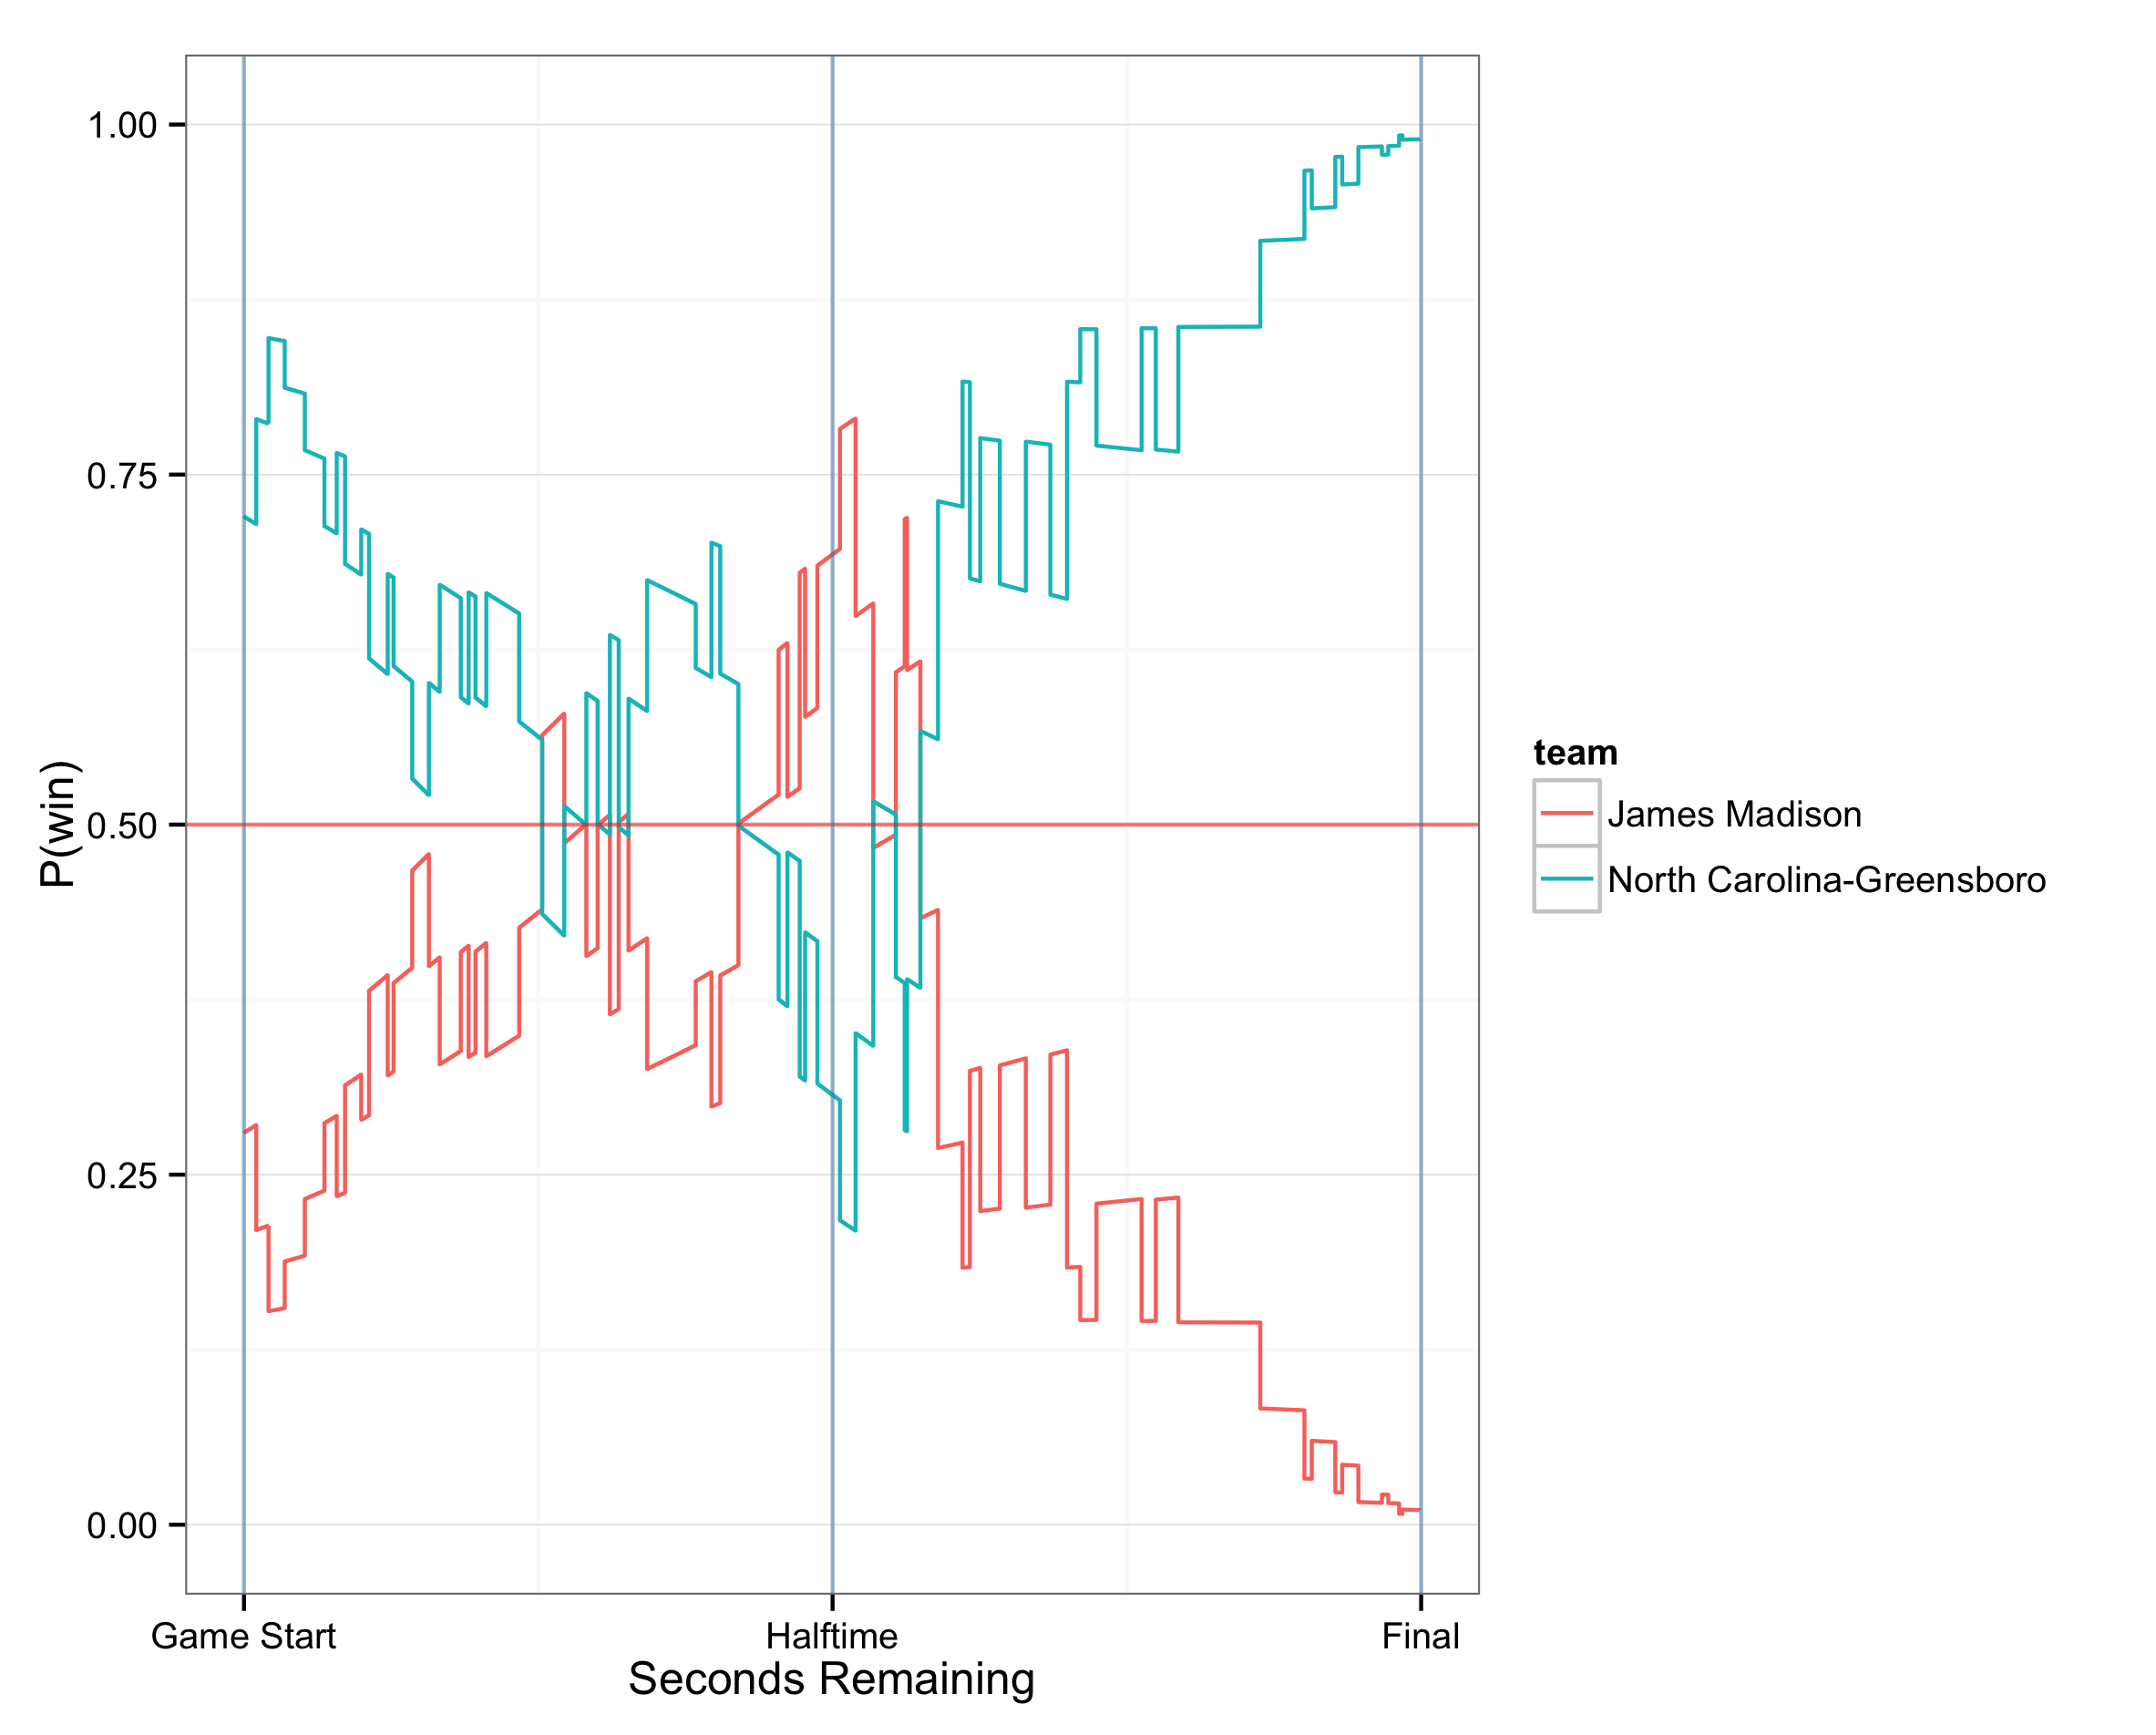 1.00
0.75
0.50
0.25
0.00
P(win)
Game Start
Halftime
Final
Seconds Remaining
team
James Madison
North Carolina-Greensboro